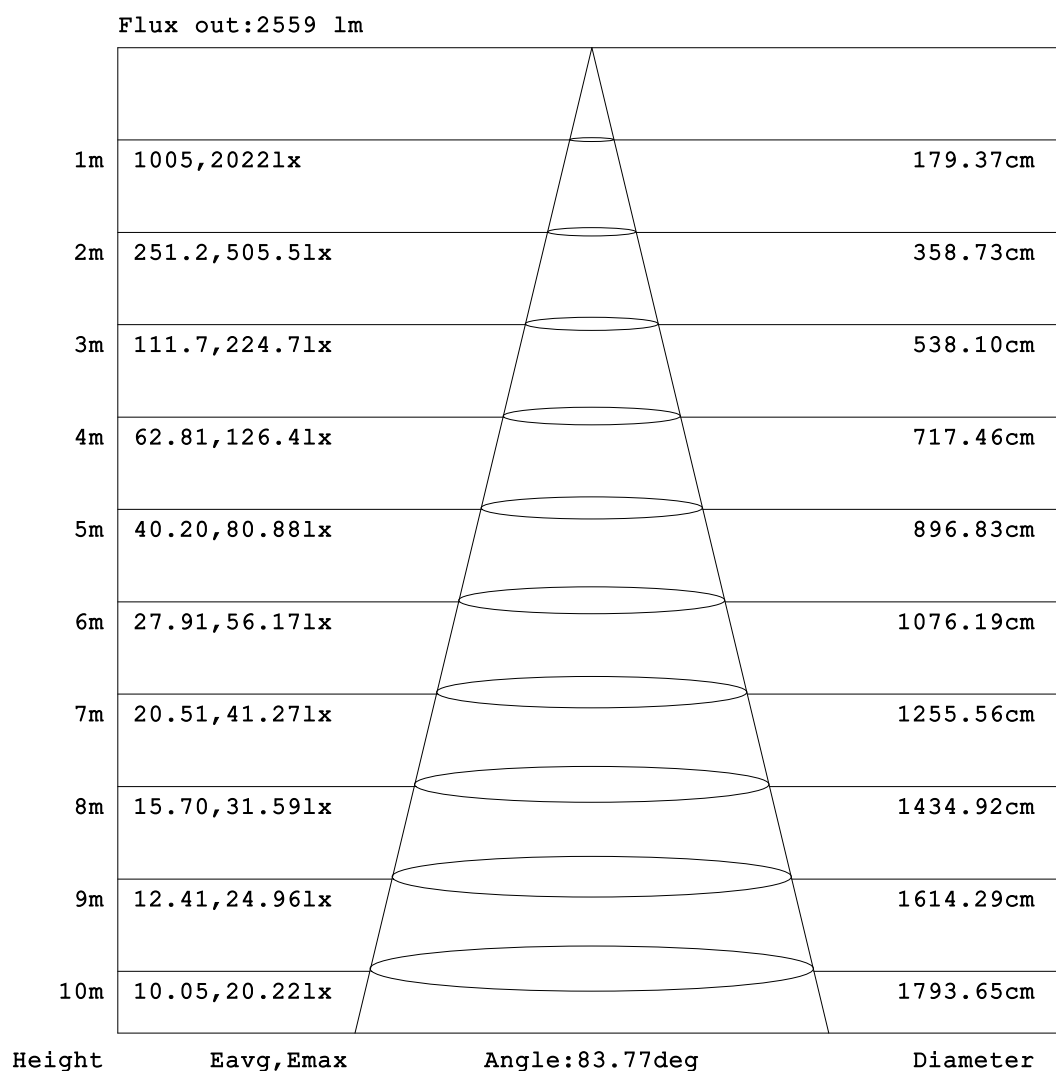 Flux out:2559 lm
1m 1005,2022lx 179.37cm
2m 251.2,505.5lx 358.73cm
3m 111.7,224.7lx 538.10cm
4m 62.81,126.4lx 717.46cm
5m 40.20,80.88lx 896.83cm
6m 27.91,56.17lx 1076.19cm
7m 20.51,41.27lx 1255.56cm
8m 15.70,31.59lx 1434.92cm
9m 12.41,24.96lx 1614.29cm
10m 10.05,20.22lx 1793.65cm
Height Eavg,Emax Angle:83.77deg Diameter